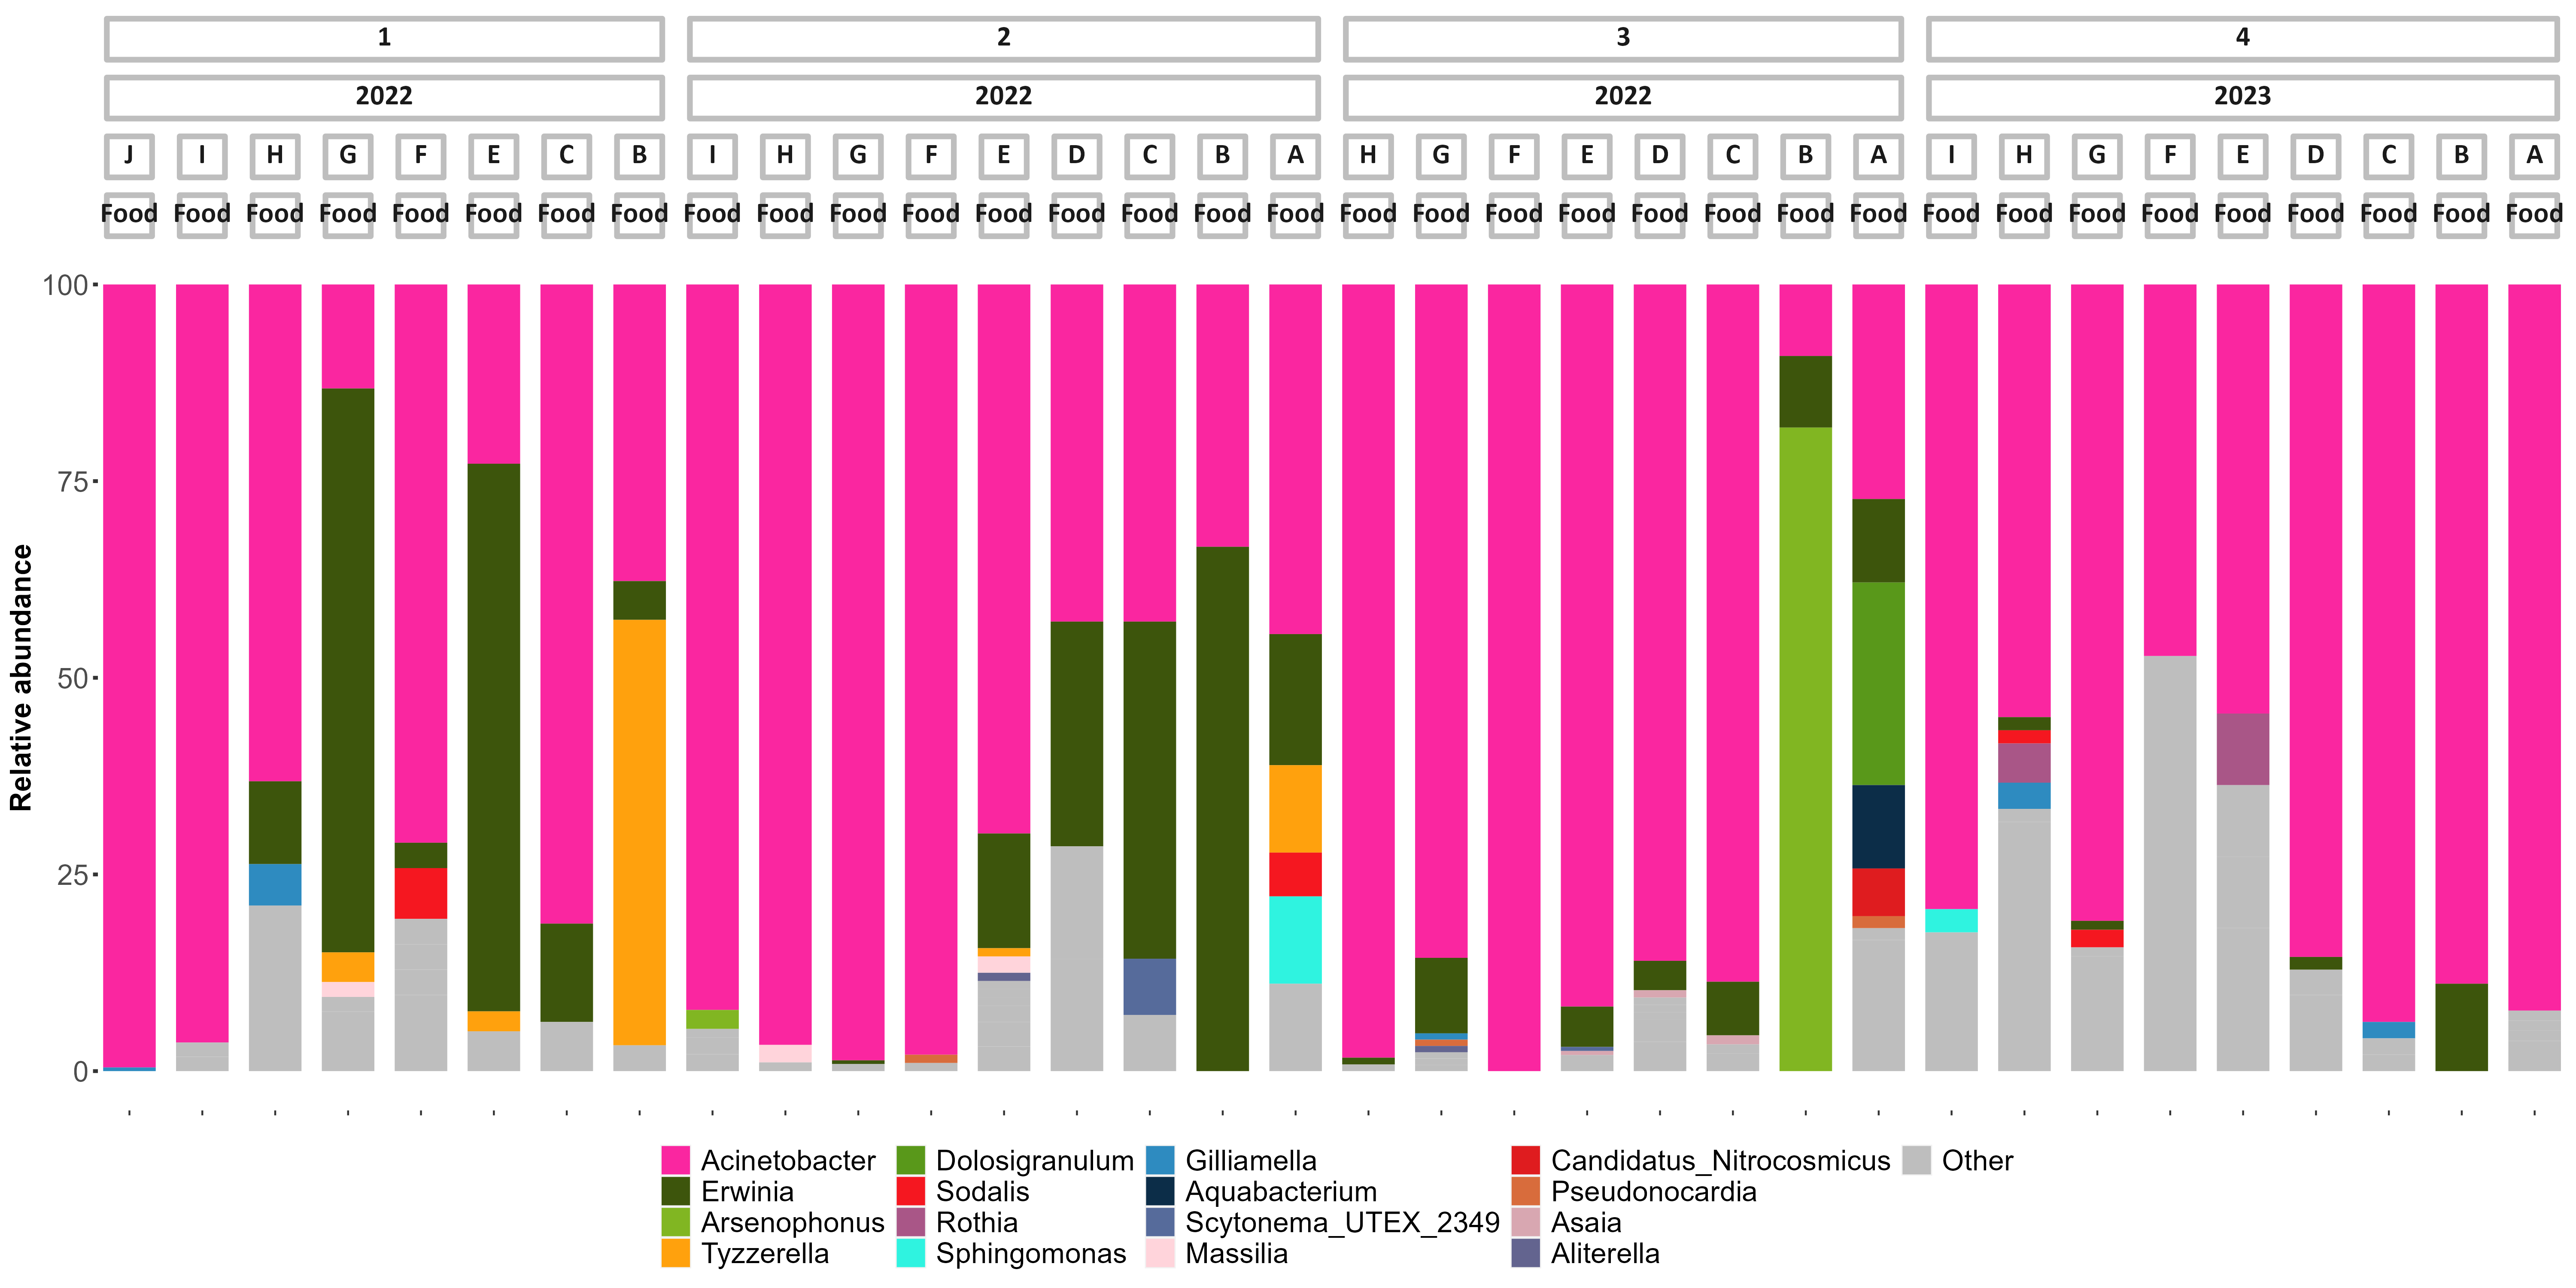 1 2 3 4
2022 2022 2022 2023
J I H G F E C B I H G F E D C B A H G F E D C B A I H G F E D C B A
Food Food Food Food Food Food Food Food Food Food Food Food Food Food Food Food Food Food Food Food Food Food Food Food Food Food Food Food Food Food Food Food Food Food
100
75
50
25
0
Relative abundance
Acinetobacter Dolosigranulum Gilliamella Candidatus_Nitrocosmicus Other
Erwinia Sodalis Aquabacterium Pseudonocardia
Arsenophonus Rothia Scytonema_UTEX_2349 Asaia
Tyzzerella Sphingomonas Massilia Aliterella